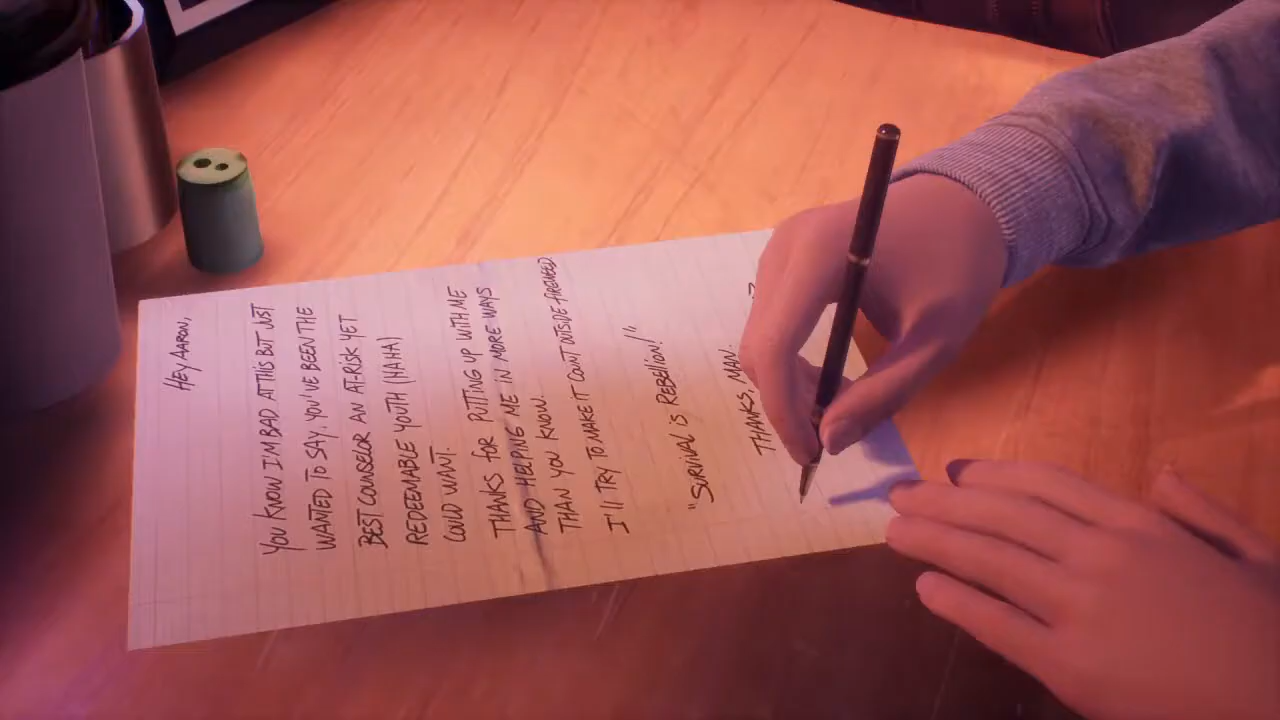 HEY AARON,
YOU KNOW I'M BAD AT THIS BUT JUST
WANTED TO SAY, YOU'VE BEEN THE
BEST COUNSELOR AN AT-RISK YET
REDEEMABLE YOUTH (HAHA)
COULD WANT.
THANKS FOR PUTTING UP WITH ME
AND HELPING ME IN MORE WAYS
THAN YOU KNOW.
I'LL TRY TO MAKE IT COUNT OUTSIDE FIREWEED
"SURVIVAL IS REBELLION!"
THANKS, MAN.